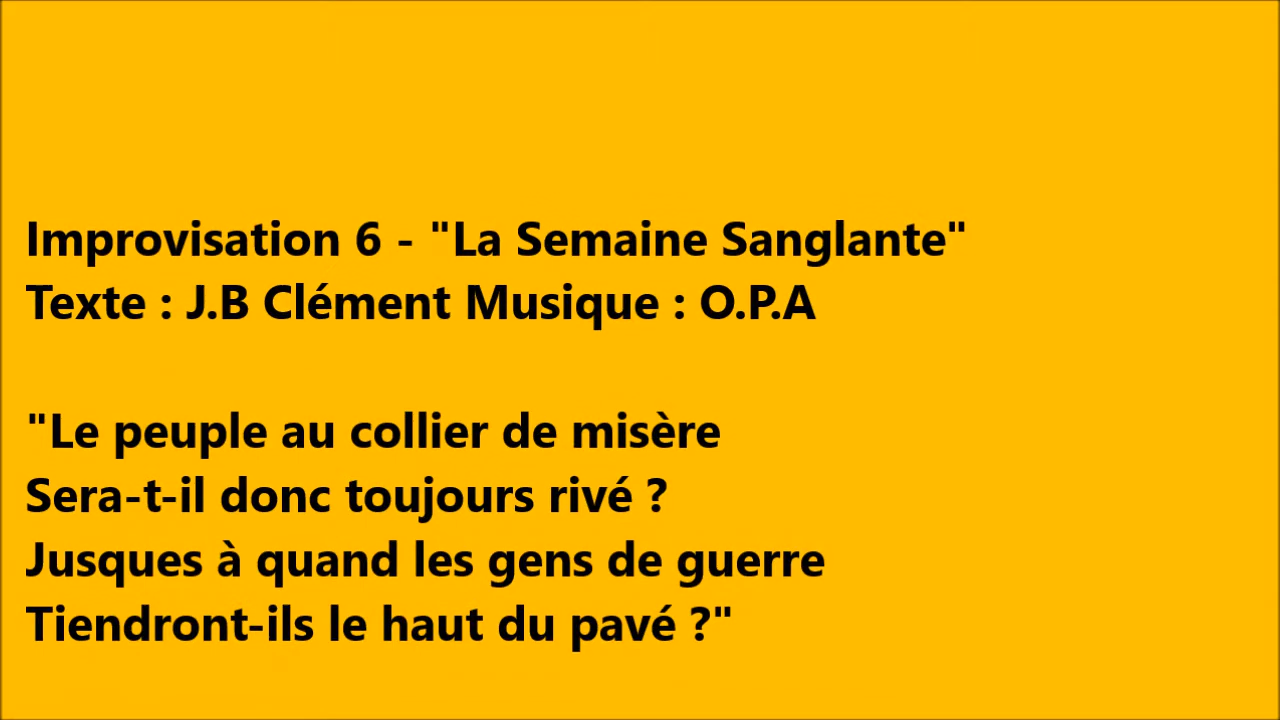 Improvisation 6 - "La Semaine Sanglante"
Texte : J.B Clément Musique : O.P.A
"Le peuple au collier de misère
Sera-t-il donc toujours rivé ?
Jusques à quand les gens de guerre
Tiendront-ils le haut du pavé ?"